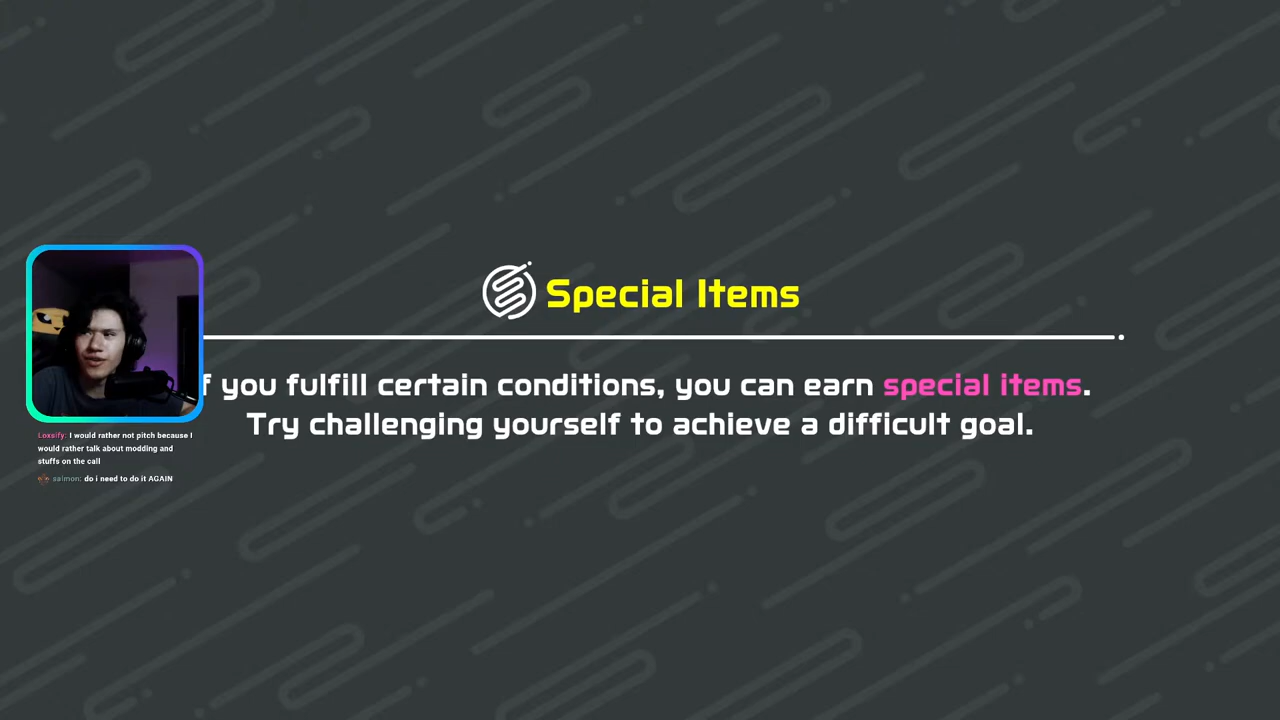 Special Items
f you fulfill certain conditions, you can earn special items.
Try challenging yourself to achieve a difficult goal.
Loxsify: I would rather not pitch because I
would rather talk about modding and
stuffs on the call
salmon: do i need to do it AGAIN